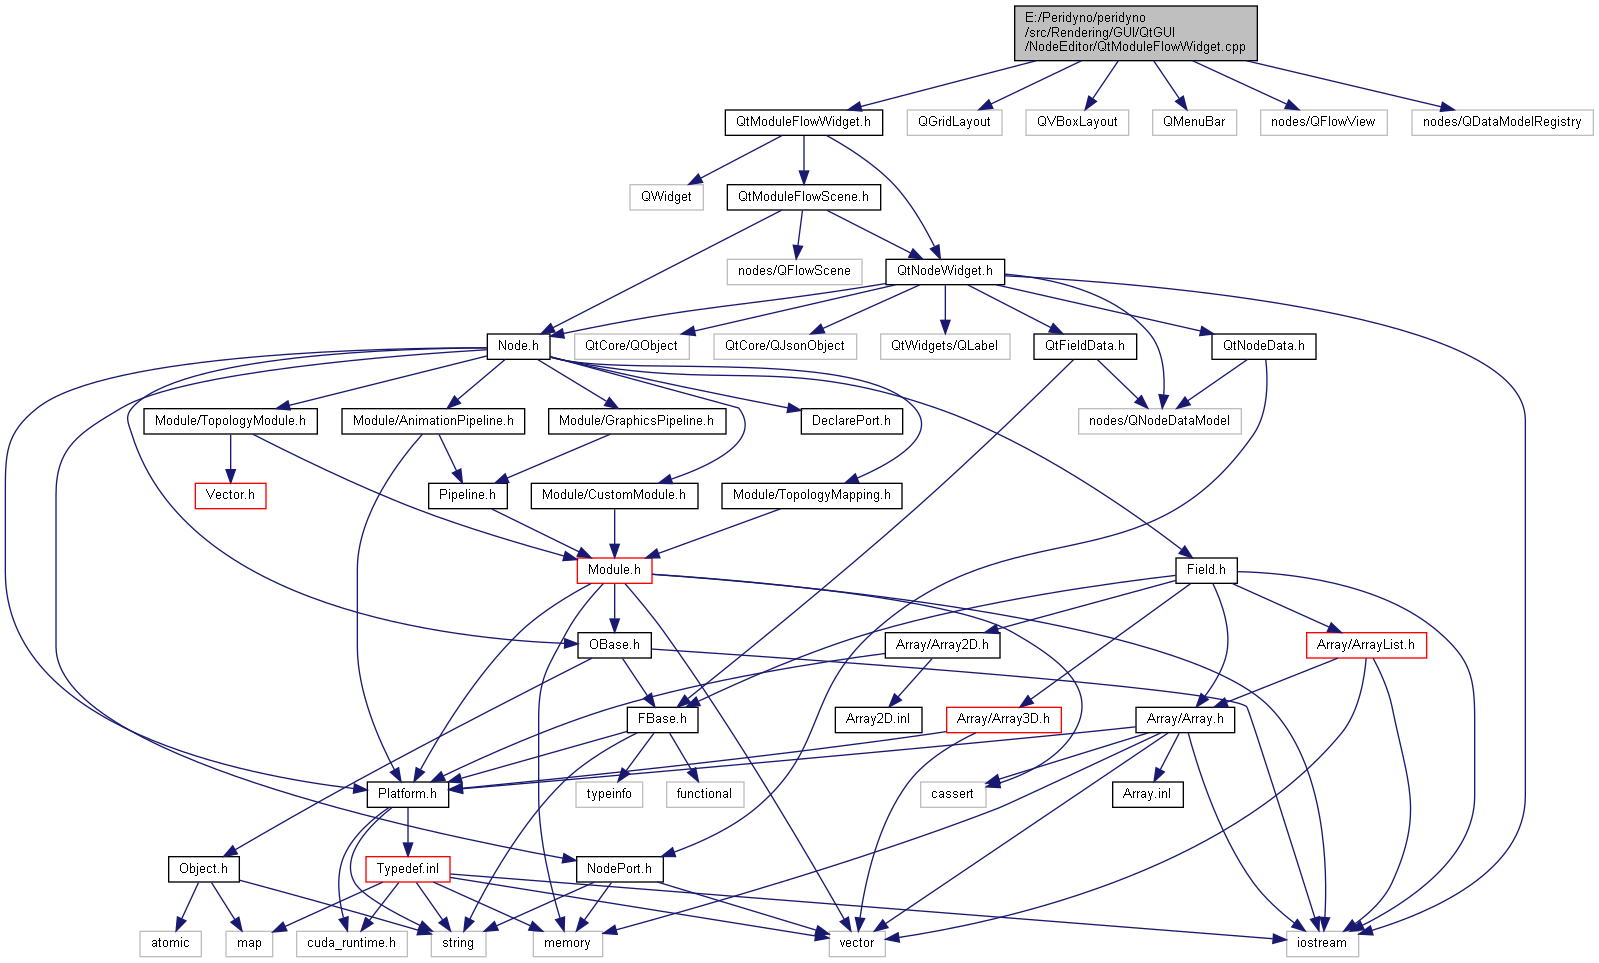 E:/Peridyno/peridyno
/src/Rendering/GUI/QtGUI
/NodeEditor/QtModuleFlowWidget.cpp
QtModuleFlowWidget.h
QGridLayout
QVBoxLayout
QMenuBar
nodes/QFlowView
nodes/QDataModelRegistry
QWidget
QtModuleFlowScene.h
nodes/QFlowScene
QtNodeWidget.h
Node.h
QtCore/QObject
QtCore/QJsonObject
QtWidgets/QLabel
QtFieldData.h
QtNodeData.h
Module/TopologyModule.h
Module/AnimationPipeline.h
Module/GraphicsPipeline.h
DeclarePort.h
nodes/QNodeDataModel
Vector.h
Pipeline.h
Module/CustomModule.h
Module/TopologyMapping.h
Module.h
Field.h
OBase.h
Array/Array2D.h
Array/ArrayList.h
FBase.h
Array2D.inl
Array/Array3D.h
Array/Array.h
Platform.h
typeinfo
functional
cassert
Array.inl
Object.h
Typedef.inl
NodePort.h
atomic
map
cuda_runtime.h
string
memory
vector
iostream